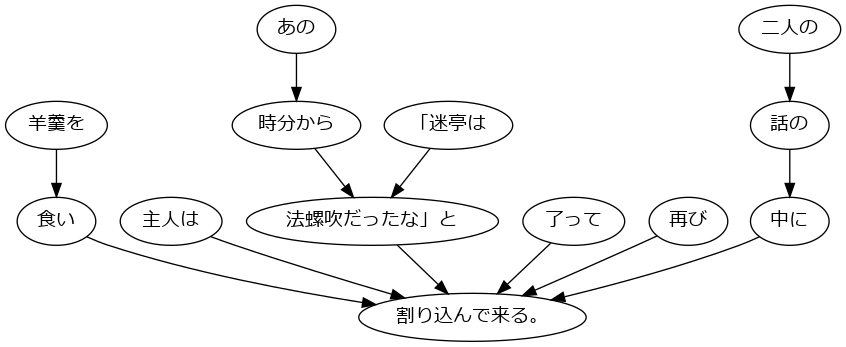 あの
二人の
羊羹を
時分から
「迷亭は
話の
食い
主人は
法螺吹だったな」と
了って
再び
中に
割り込んで来る。